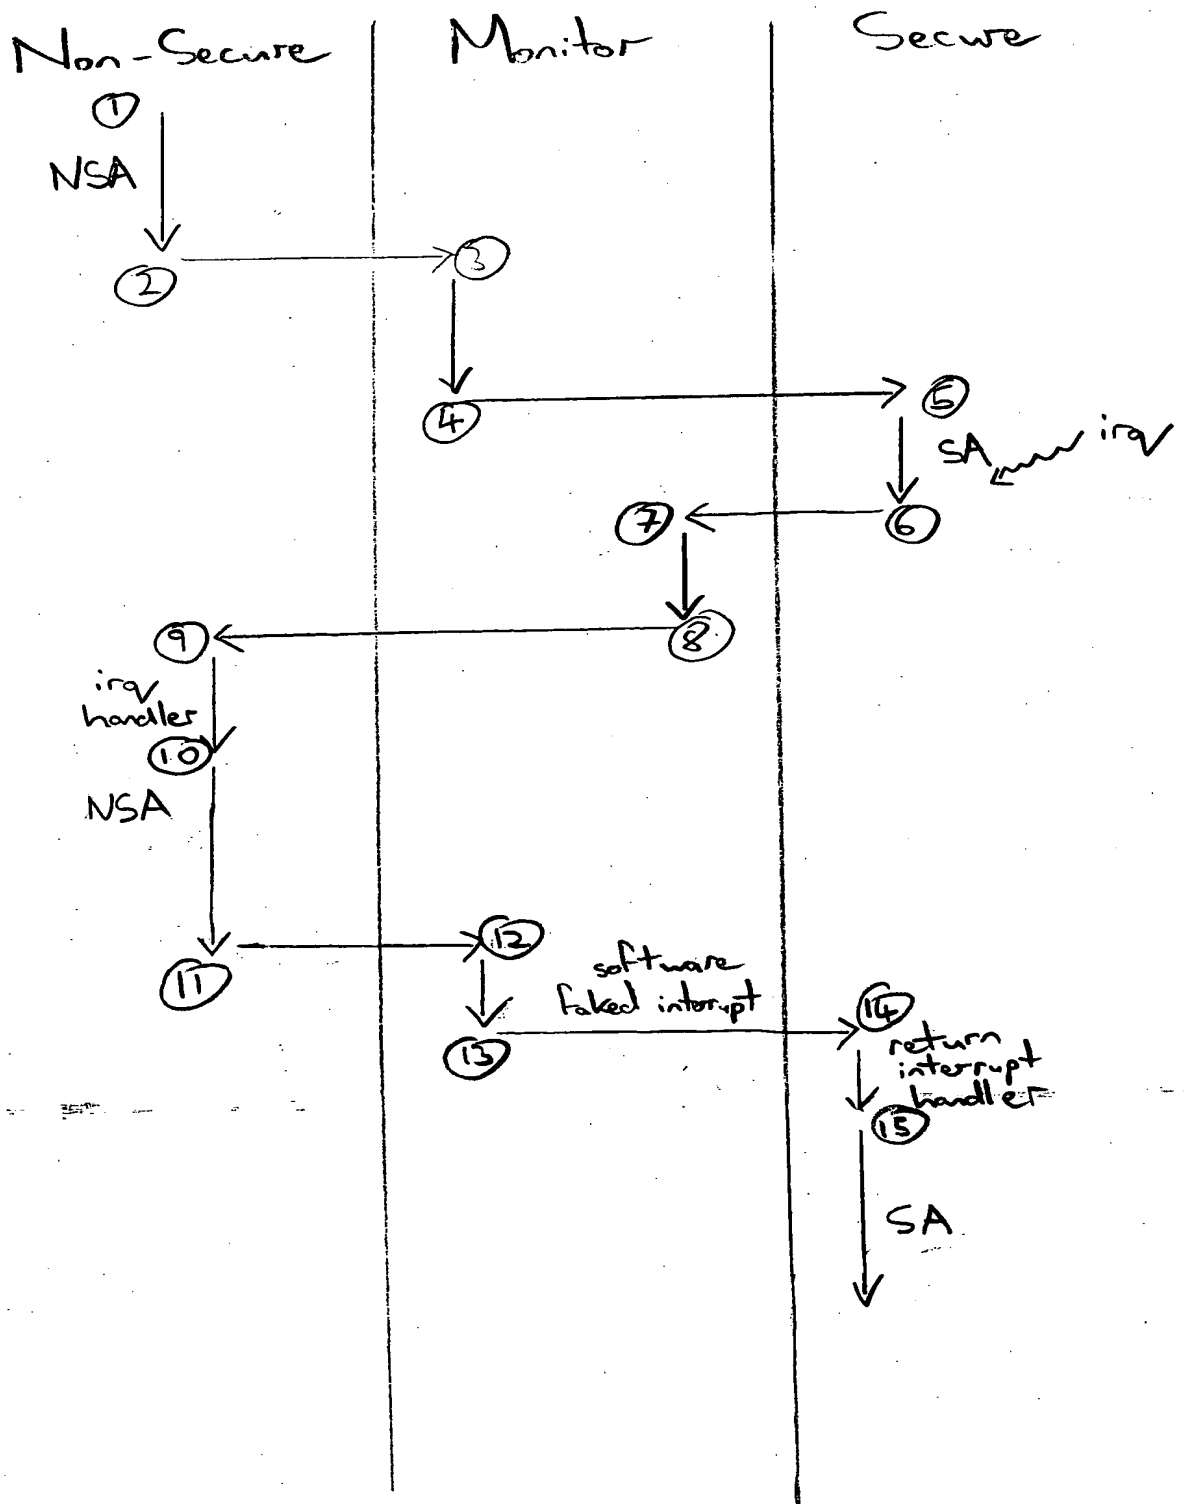 Non-Secure Monitor Secure
1
NSA
2 3
4 5
SA irq
7 6
9 8
irq
handler
10
NSA
12
11
software
faked interrupt
13
14
return
interrupt
handler
15
SA